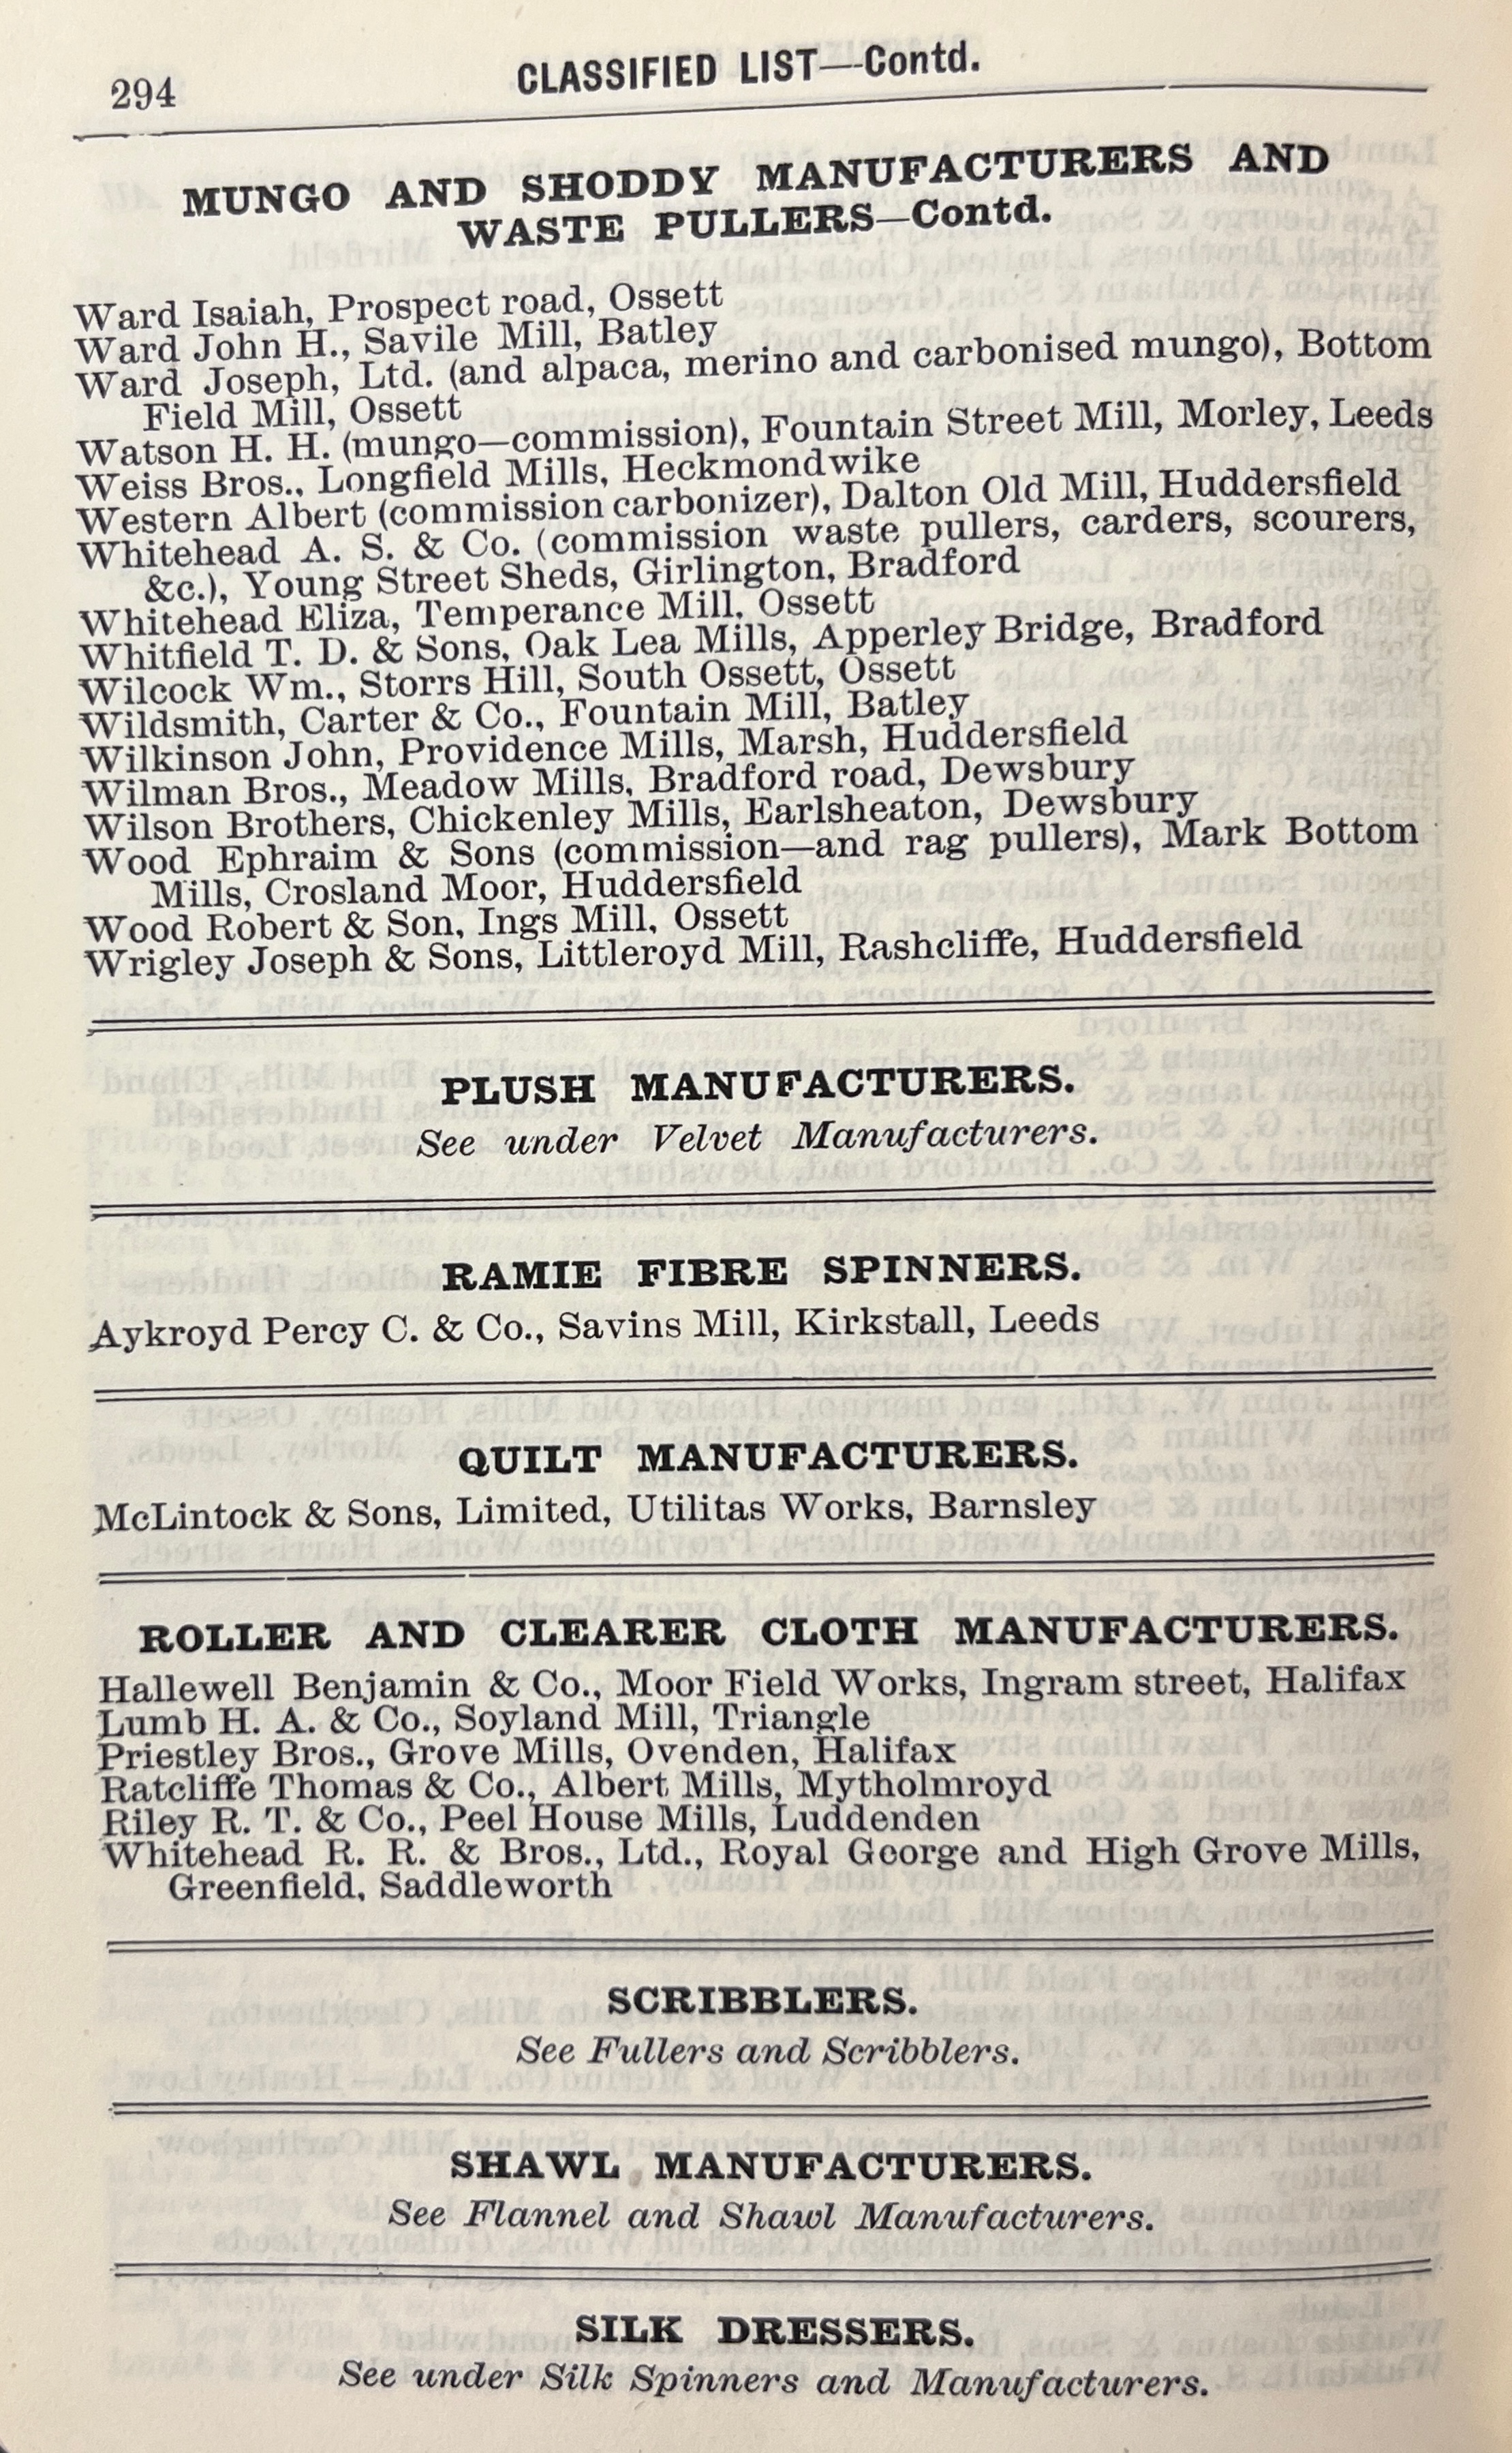 294
CLASSIFIED LIST—Contd.
MUNGO AND SHODDY MANUFACTURERS AND
WASTE PULLERS—Contd.
Ward Isaiah, Prospect road, Ossett
Ward John H., Savile Mill, Batley
Ward Joseph, Ltd. (and alpaca, merino and carbonised mungo), Bottom
Field Mill, Ossett
Watson H. H. (mungo—commission), Fountain Street Mill, Morley, Leeds
Weiss Bros., Longfield Mills, Heckmondwike
Western Albert (commission carbonizer), Dalton Old Mill, Huddersfield
Whitehead A. S. & Co. (commission waste pullers, carders, scourers,
&c.), Young Street Sheds, Girlington, Bradford
Whitehead Eliza, Temperance Mill, Ossett
Whitfield T. D. & Sons, Oak Lea Mills, Apperley Bridge, Bradford
Wilcock Wm., Storrs Hill, South Ossett, Ossett
Wildsmith, Carter & Co., Fountain Mill, Batley
Wilkinson John, Providence Mills, Marsh, Huddersfield
Wilman Bros., Meadow Mills, Bradford road, Dewsbury
Wilson Brothers, Chickenley Mills, Earlsheaton, Dewsbury
Wood Ephraim & Sons (commission—and rag pullers), Mark Bottom
Mills, Crosland Moor, Huddersfield
Wood Robert & Son, Ings Mill, Ossett
Wrigley Joseph & Sons, Littleroyd Mill, Rashcliffe, Huddersfield
PLUSH MANUFACTURERS.
See under Velvet Manufacturers.
RAMIE FIBRE SPINNERS.
Aykroyd Percy C. & Co., Savins Mill, Kirkstall, Leeds
QUILT MANUFACTURERS.
McLintock & Sons, Limited, Utilitas Works, Barnsley
ROLLER AND CLEARER CLOTH MANUFACTURERS.
Hallewell Benjamin & Co., Moor Field Works, Ingram street, Halifax
Lumb H. A. & Co., Soyland Mill, Triangle
Priestley Bros., Grove Mills, Ovenden, Halifax
Ratcliffe Thomas & Co., Albert Mills, Mytholmroyd
Riley R. T. & Co., Peel House Mills, Luddenden
Whitehead R. R. & Bros., Ltd., Royal George and High Grove Mills,
Greenfield, Saddleworth
SCRIBBLERS.
See Fullers and Scribblers.
SHAWL MANUFACTURERS.
See Flannel and Shawl Manufacturers.
SILK DRESSERS.
See under Silk Spinners and Manufacturers.